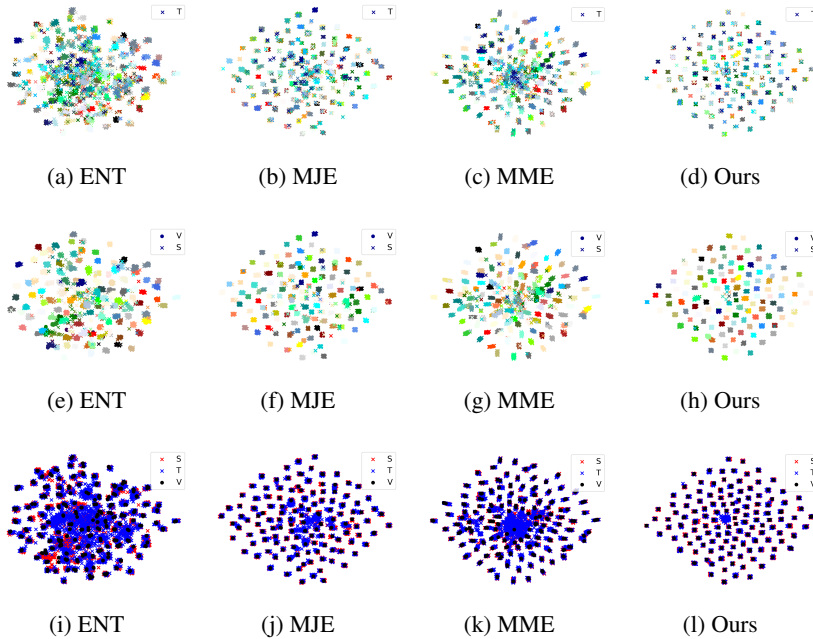 T T T T
(a) ENT (b) MJE (c) MME (d) Ours
V V V V
S S S S
(e) ENT (f) MJE (g) MME (h) Ours
S S S S
T T T T
V V V V
(i) ENT (j) MJE (k) MME (l) Ours